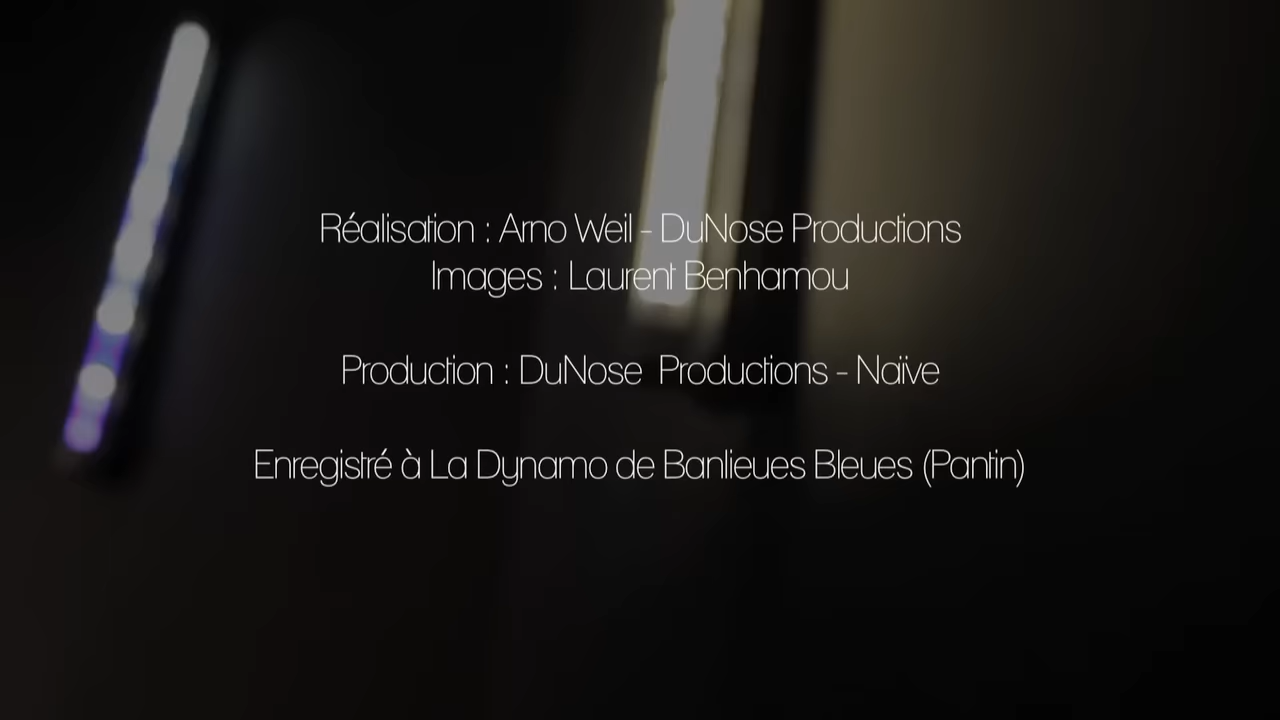 Réalisation : Arno Weil - DuNose Productions
Images : Laurent Benhamou
Production : DuNose Productions - Naïve
Enregistré à La Dynamo de Banlieues Bleues (Pantin)